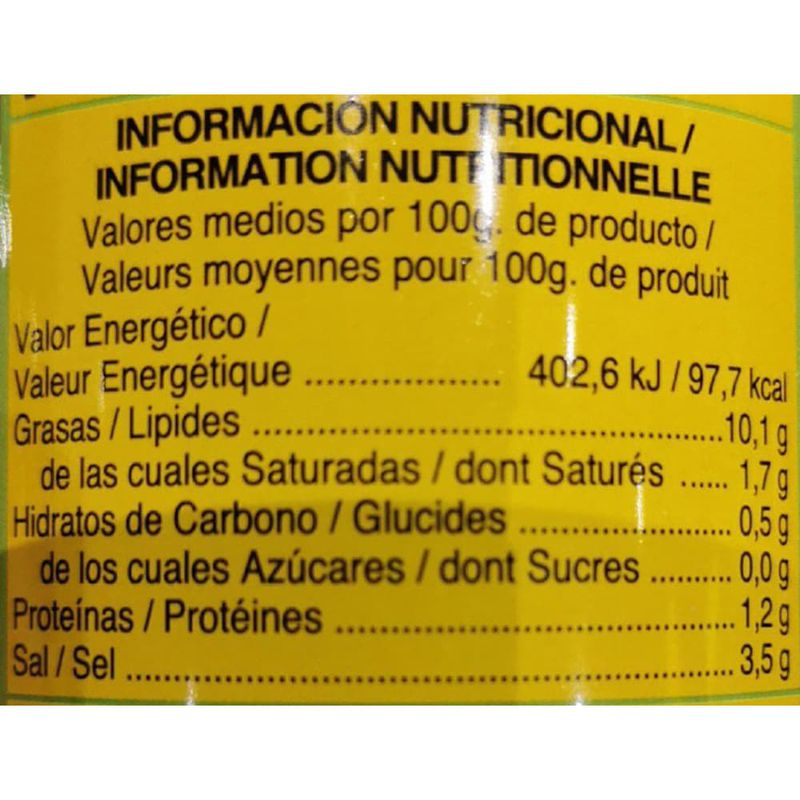 INFORMACIÓN NUTRICIONAL /
INFORMATION NUTRITIONNELLE
Valores medios por 100g. de producto /
Valeurs moyennes pour 100g. de produit
Valor Energético /
Valeur Énergétique .................. 402,6 kJ / 97,7 kcal
Grasas / Lipides ............................................10,1 g
de las cuales Saturadas / dont Saturés ...... 1,7 g
Hidratos de Carbono / Glucides .................... 0,5 g
de los cuales Azúcares / dont Sucres .......... 0,0 g
Proteínas / Protéines ..................................... 1,2 g
Sal / Sel ......................................................... 3,5 g